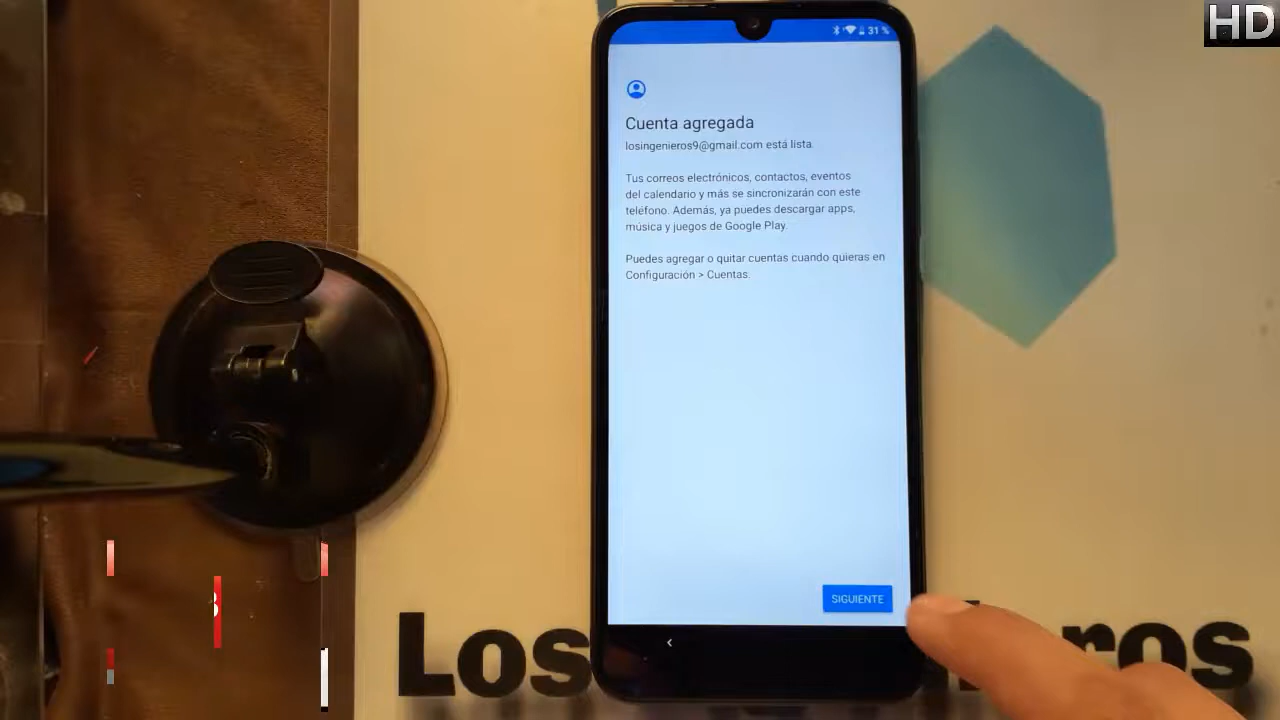 HD
31 %
Cuenta agregada
losingenieros9@gmail.com está lista.
Tus correos electrónicos, contactos, eventos
del calendario y más se sincronizarán con este
teléfono. Además, ya puedes descargar apps,
música y juegos de Google Play.
Puedes agregar o quitar cuentas cuando quieras en
Configuración > Cuentas.
SIGUIENTE
Los
ros